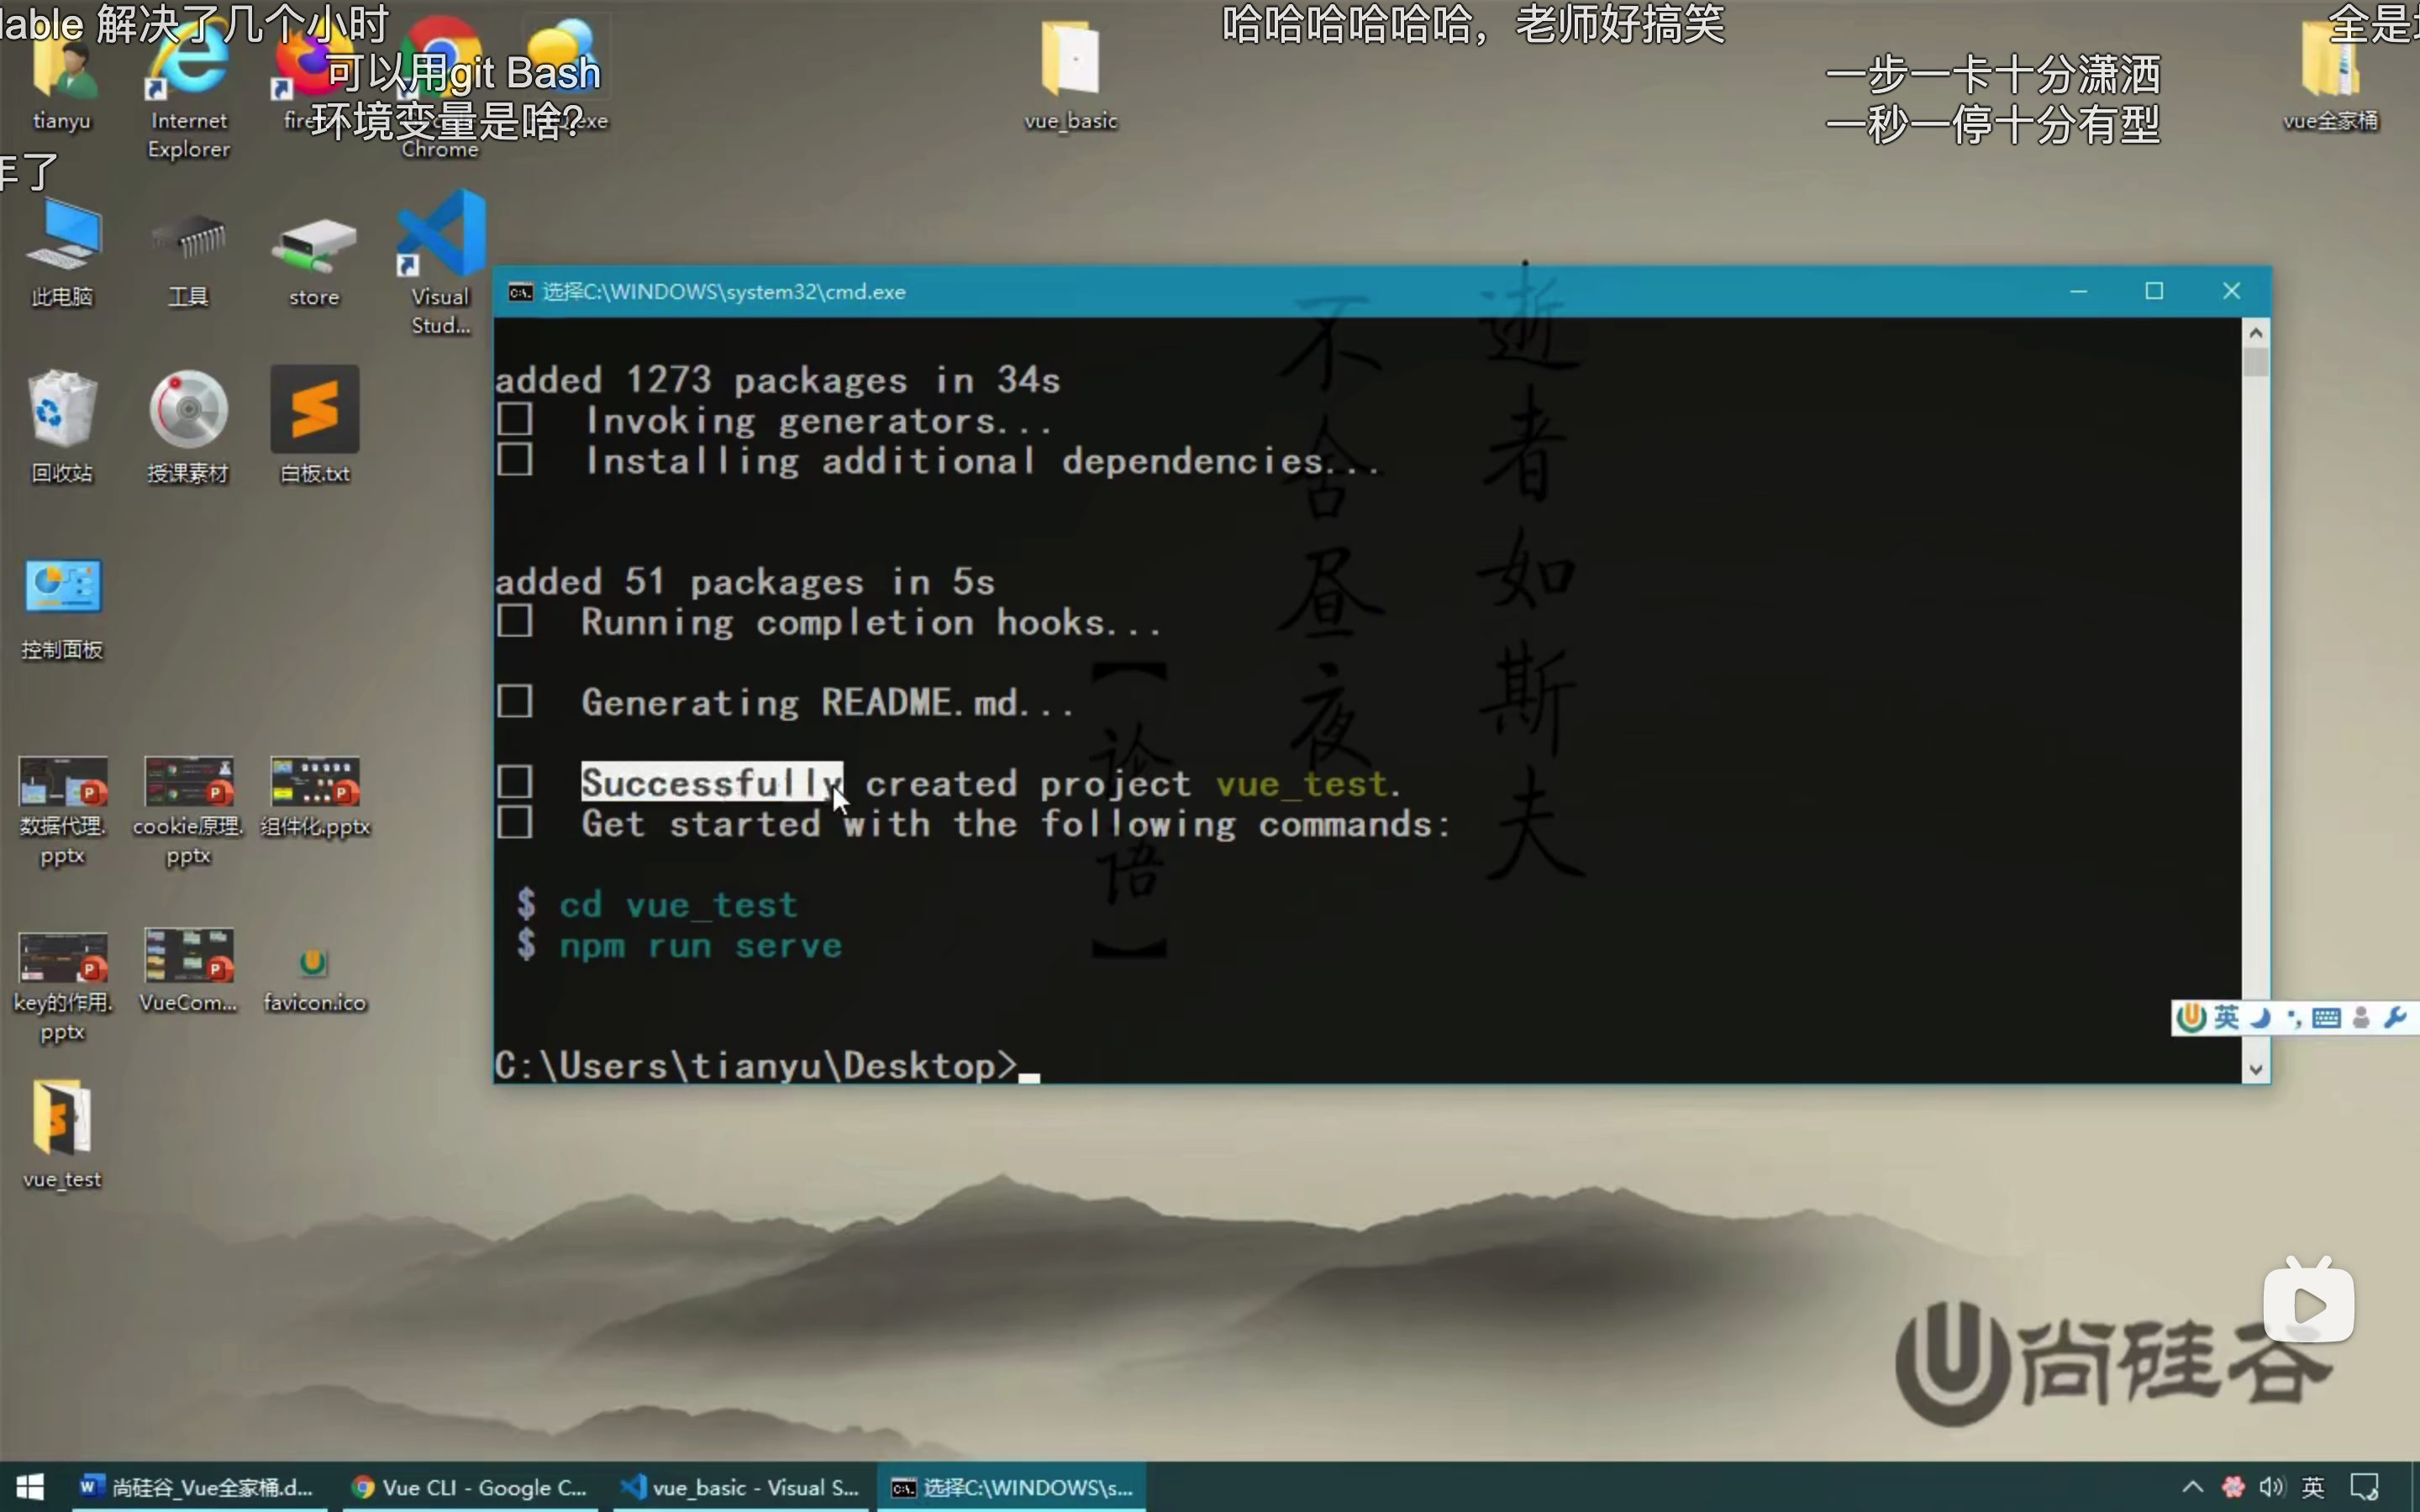 lable 解决了几个小时
哈哈哈哈哈哈，老师好搞笑
全是
可以用git Bash
一步一卡十分潇洒
环境变量是啥？
一秒一停十分有型
年了
tianyu
Internet
Explorer
Chrome
.exe
vue_basic
vue全家桶
此电脑
工具
store
Visual
Stud...
回收站
授课素材
白板.txt
控制面板
数据代理.
pptx
cookie原理.
pptx
组件化.pptx
key的作用.
pptx
VueCom...
favicon.ico
vue_test
选择C:\WINDOWS\system32\cmd.exe
added 1273 packages in 34s
Invoking generators...
Installing additional dependencies...
added 51 packages in 5s
Running completion hooks...
Generating README.md...
Successfully created project vue_test.
Get started with the following commands:
$ cd vue_test
$ npm run serve
C:\Users\tianyu\Desktop>
逝者如斯夫
不舍昼夜
【论语】
英
尚硅谷
尚硅谷_Vue全家桶.d...
Vue CLI - Google C...
vue_basic - Visual S...
选择C:\WINDOWS\s...
英